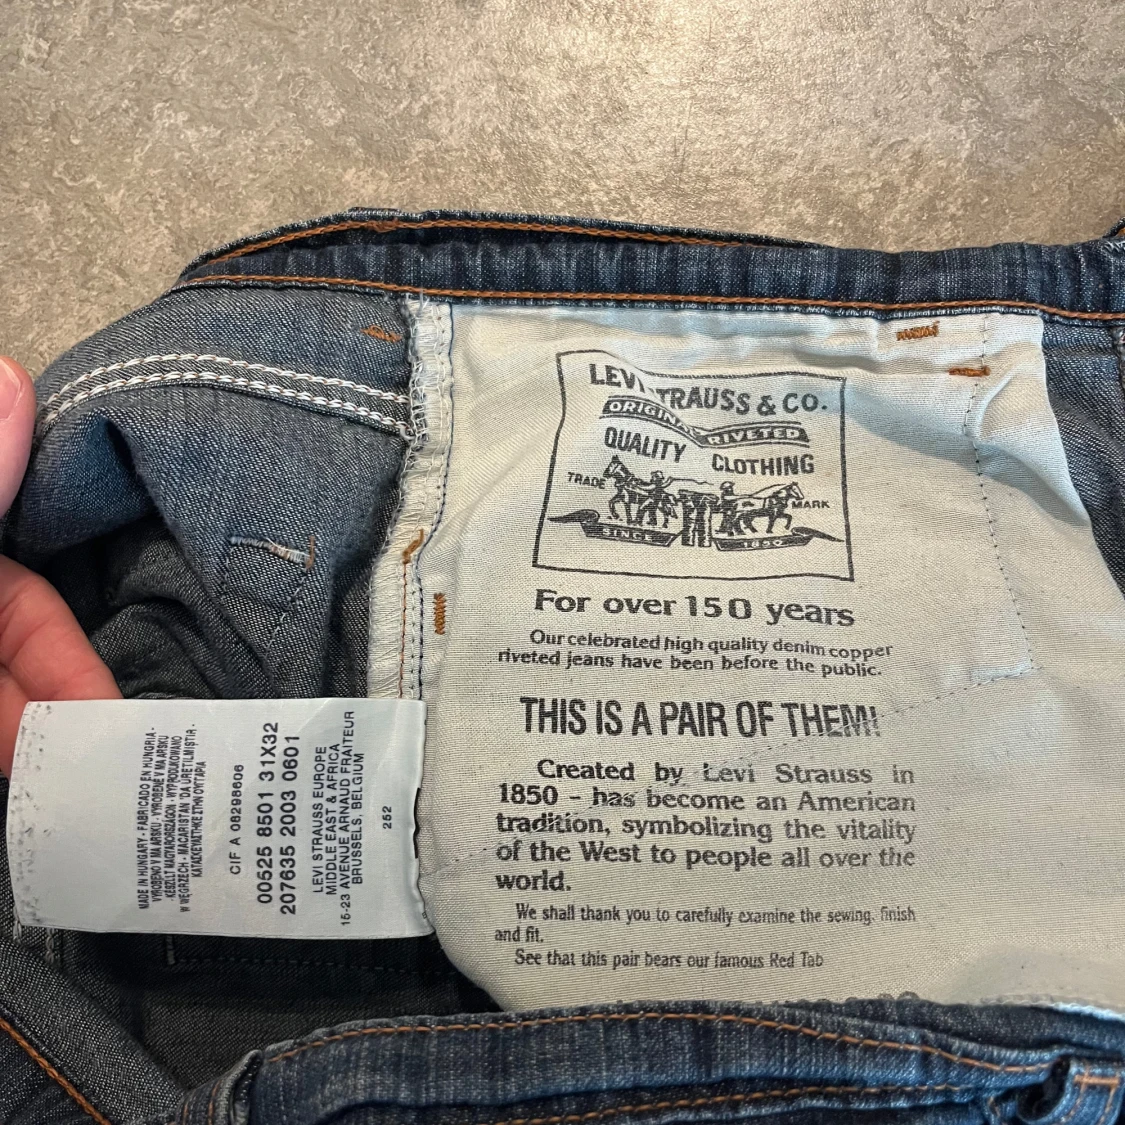 LEVI STRAUSS & CO.
ORIGINAL RIVETED
QUALITY CLOTHING
TRADE MARK
SINCE 1850
For over 150 years
Our celebrated high quality denim copper
riveted jeans have been before the public.
THIS IS A PAIR OF THEM!
Created by Levi Strauss in
1850 – has become an American
tradition, symbolizing the vitality
of the West to people all over the
world.
We shall thank you to carefully examine the sewing. finish
and fit.
See that this pair bears our famous Red Tab
MADE IN HUNGARY · FABRICADO EN HUNGRIA ·
CIF A 08298606
00525 8501 31X32
207635 2003 0601
LEVI STRAUSS EUROPE
MIDDLE EAST & AFRICA
15-23 AVENUE ARNAUD FRAITEUR
BRUSSELS, BELGIUM
252